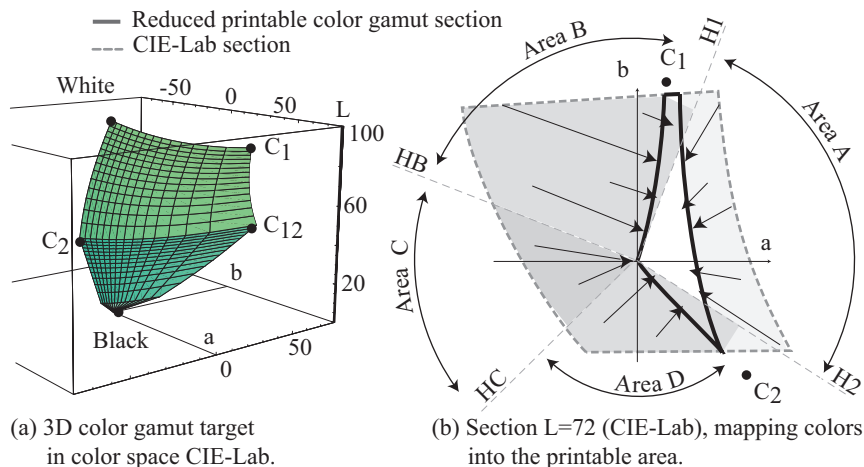 Reduced printable color gamut section
CIE-Lab section
White
-50
0
50
L
100
60
20
C1
C2
C12
b
a
Black
0
50
(a) 3D color gamut target
in color space CIE-Lab.
Area B
H1
b
C1
Area A
HB
Area C
a
HC
Area D
H2
C2
(b) Section L=72 (CIE-Lab), mapping colors
into the printable area.